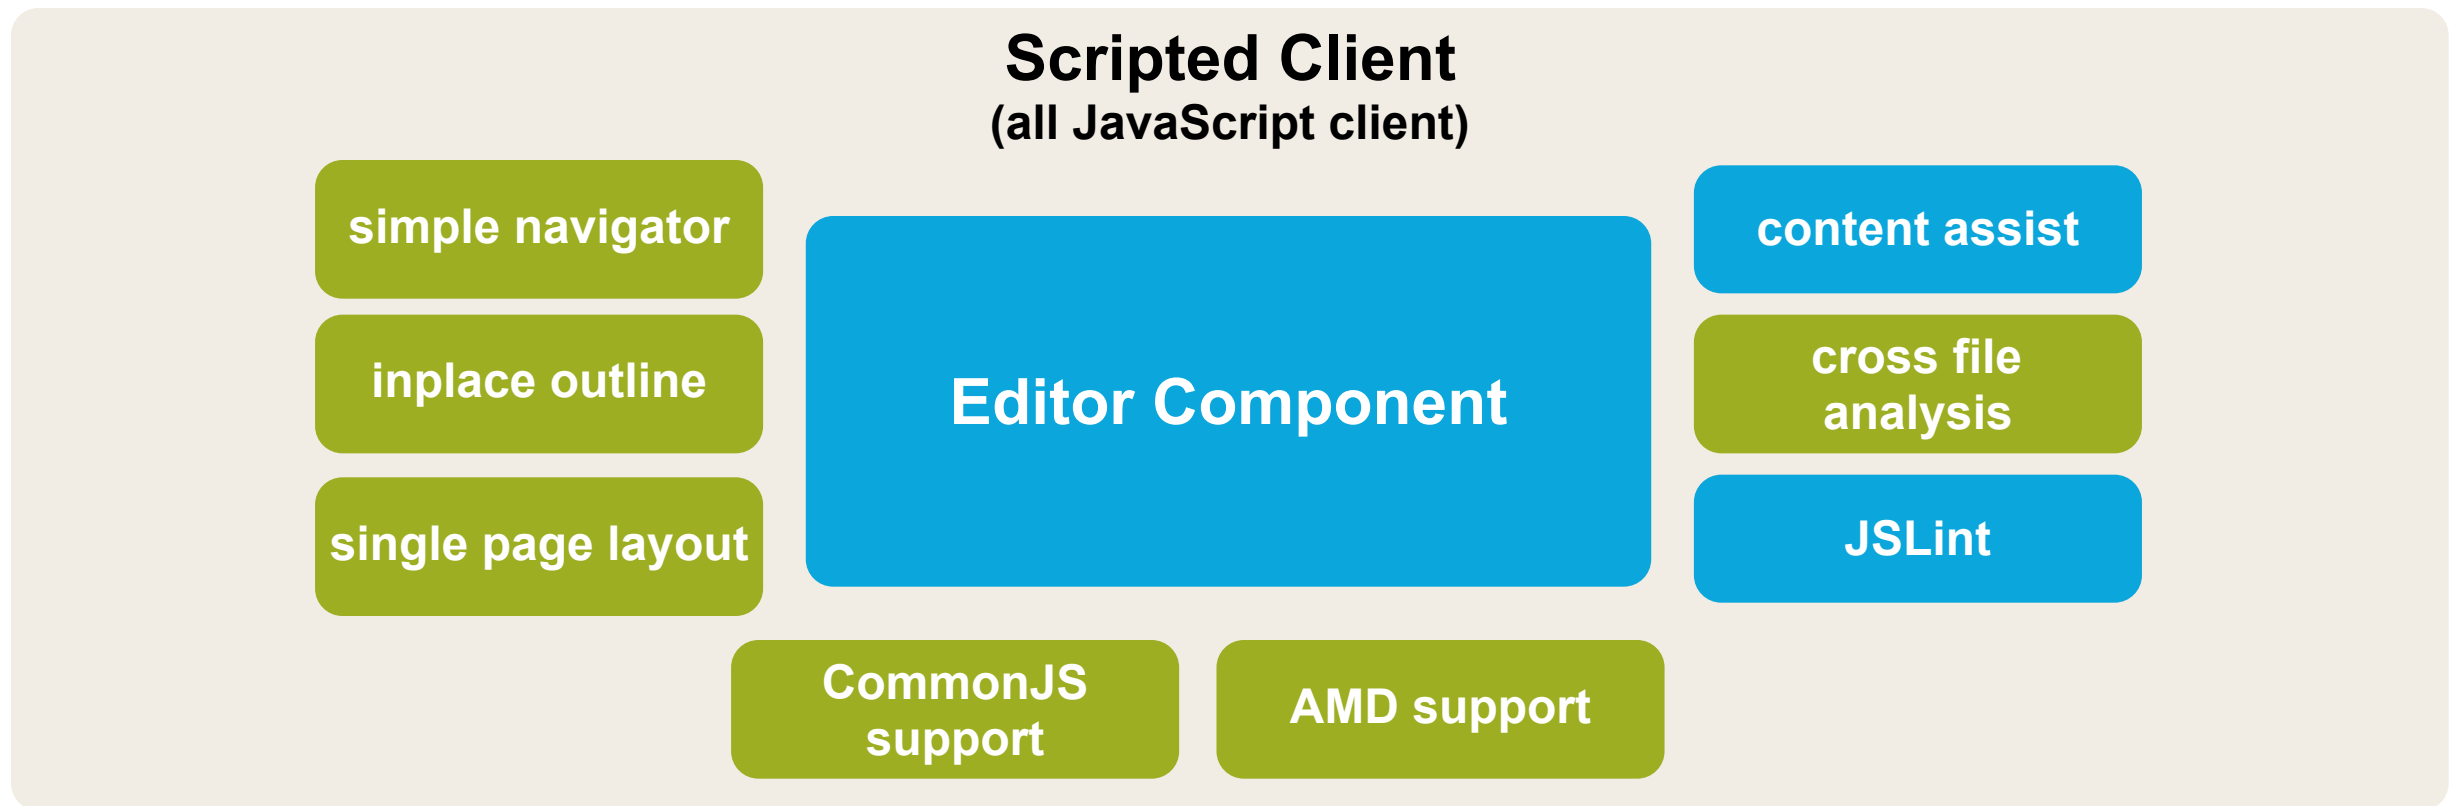 Scripted Client
(all JavaScript client)
simple navigator
inplace outline
single page layout
Editor Component
content assist
cross file
analysis
JSLint
CommonJS
support
AMD support